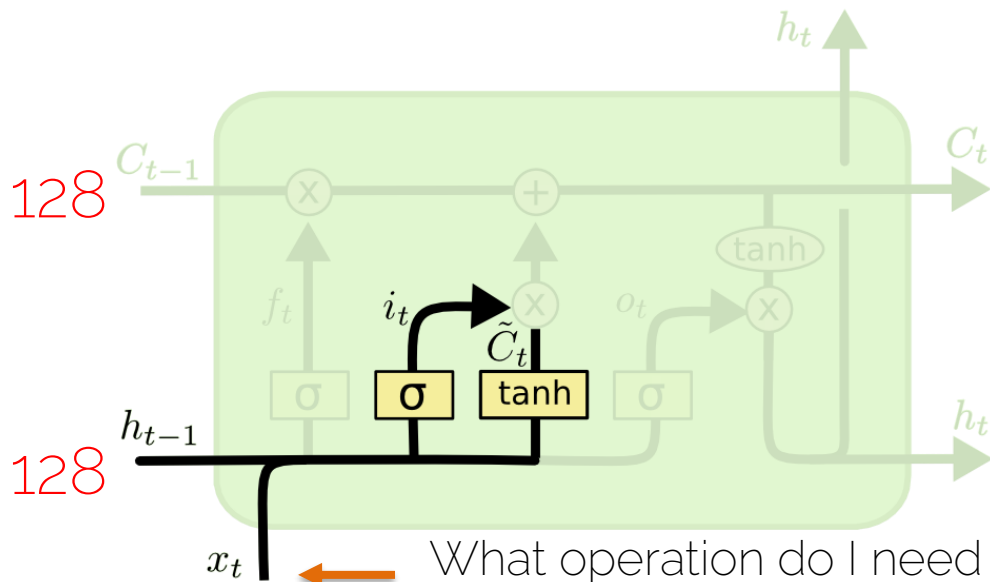 h_t
C_{t-1}
C_t
128
x
+
tanh
f_t
i_t
x
o_t
x
C̃_t
σ
σ
tanh
σ
h_{t-1}
h_t
128
x_t
What operation do I need